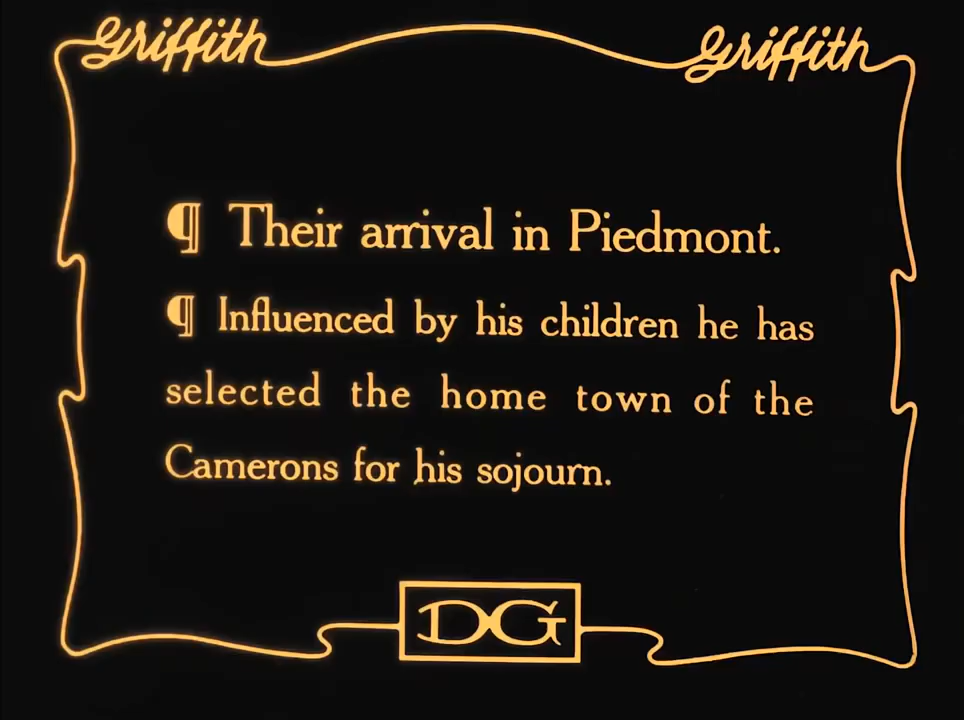 Griffith Griffith
¶ Their arrival in Piedmont.
¶ Influenced by his children he has
selected the home town of the
Camerons for his sojourn.
DG